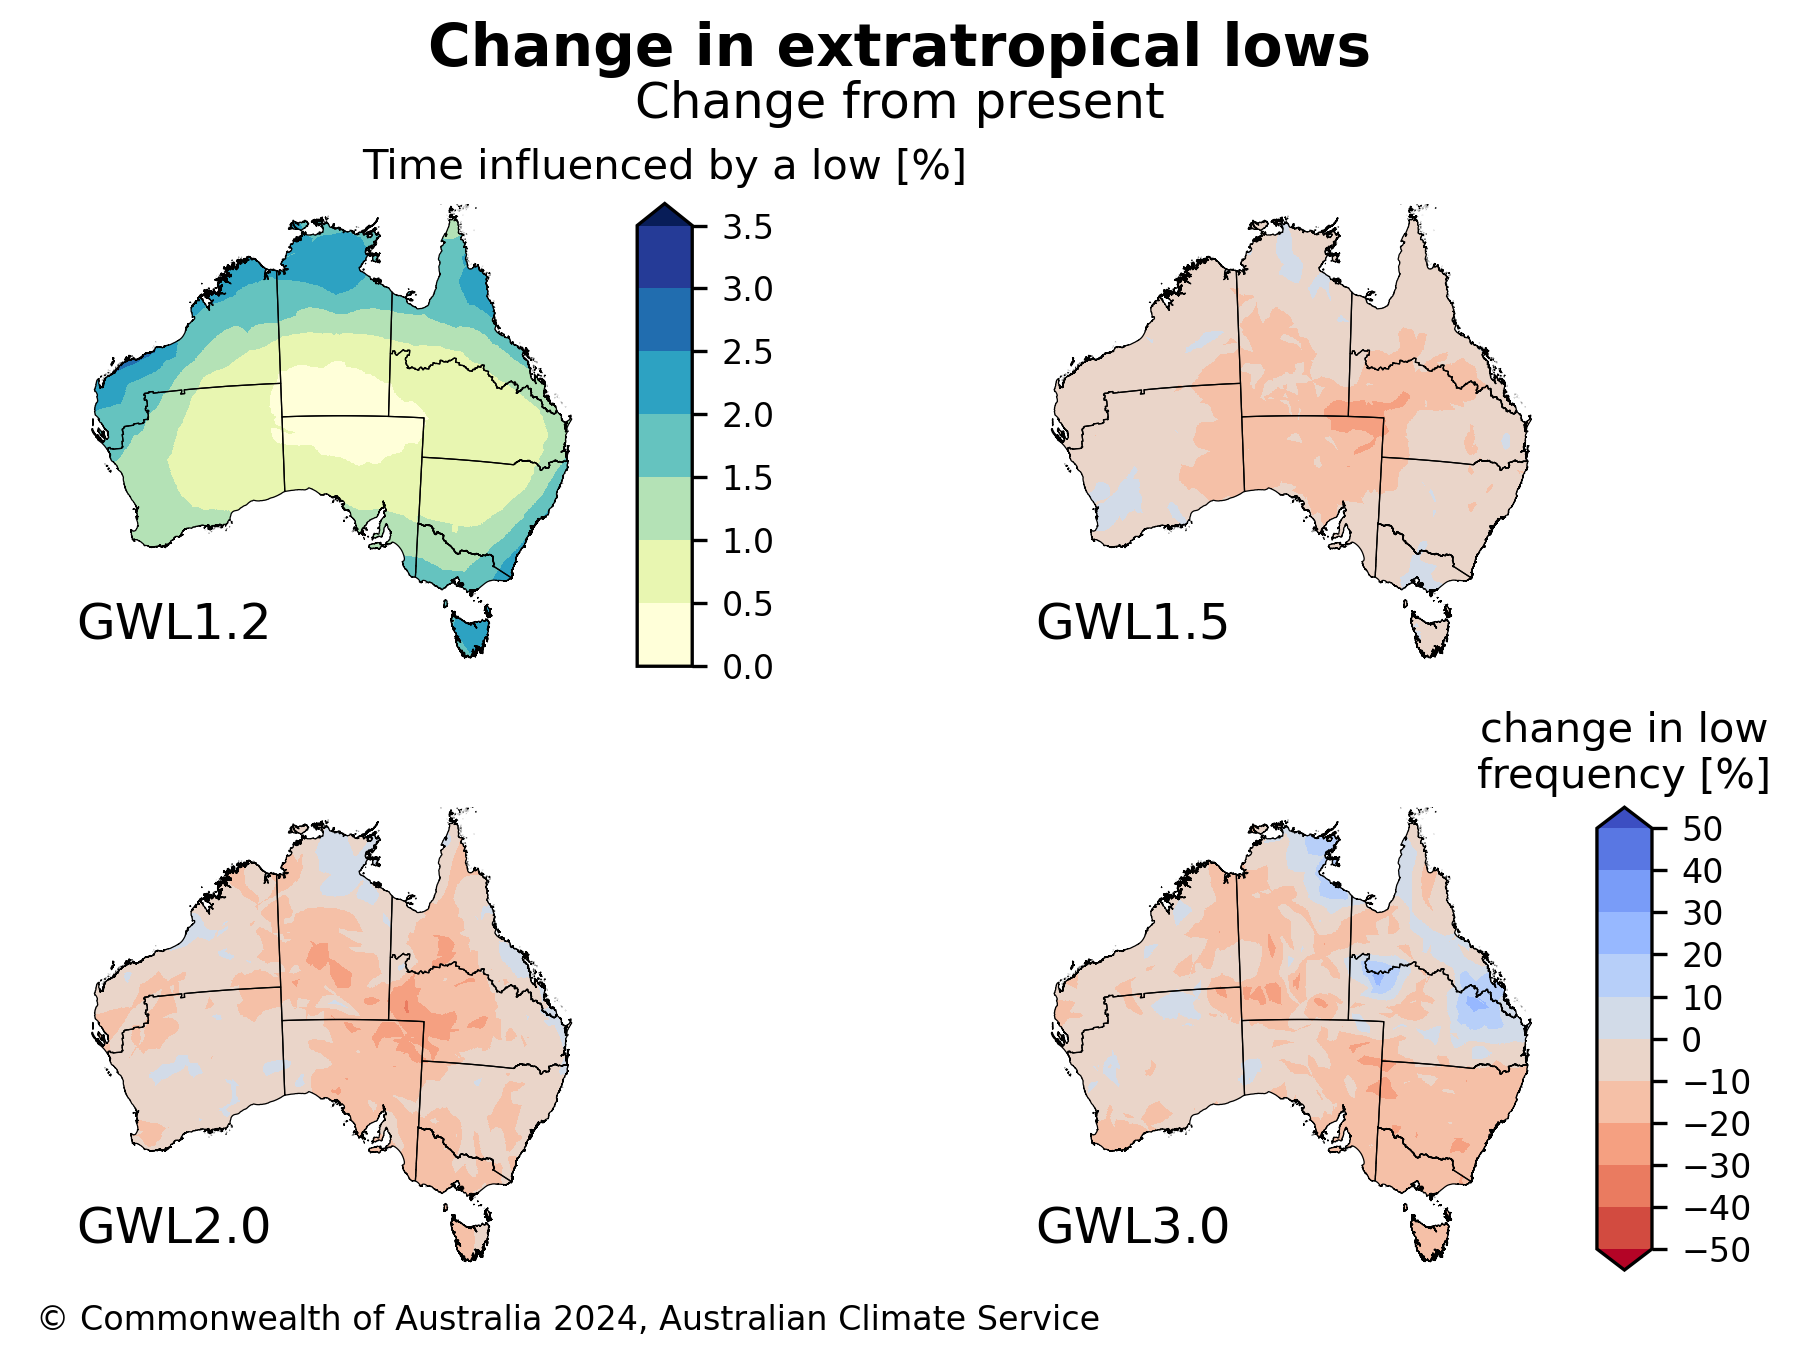 Change in extratropical lows
Change from present
Time influenced by a low [%]
3.5
3.0
2.5
2.0
1.5
1.0
0.5
0.0
GWL1.2
GWL1.5
change in low
frequency [%]
50
40
30
20
10
0
−10
−20
−30
−40
−50
GWL2.0
GWL3.0
© Commonwealth of Australia 2024, Australian Climate Service